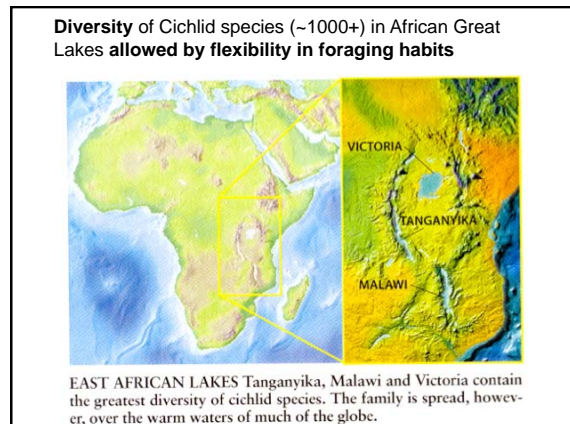 Diversity of Cichlid species (~1000+) in African Great
Lakes allowed by flexibility in foraging habits
VICTORIA
TANGANYIKA
MALAWI
EAST AFRICAN LAKES Tanganyika, Malawi and Victoria contain
the greatest diversity of cichlid species. The family is spread, howev-
er, over the warm waters of much of the globe.